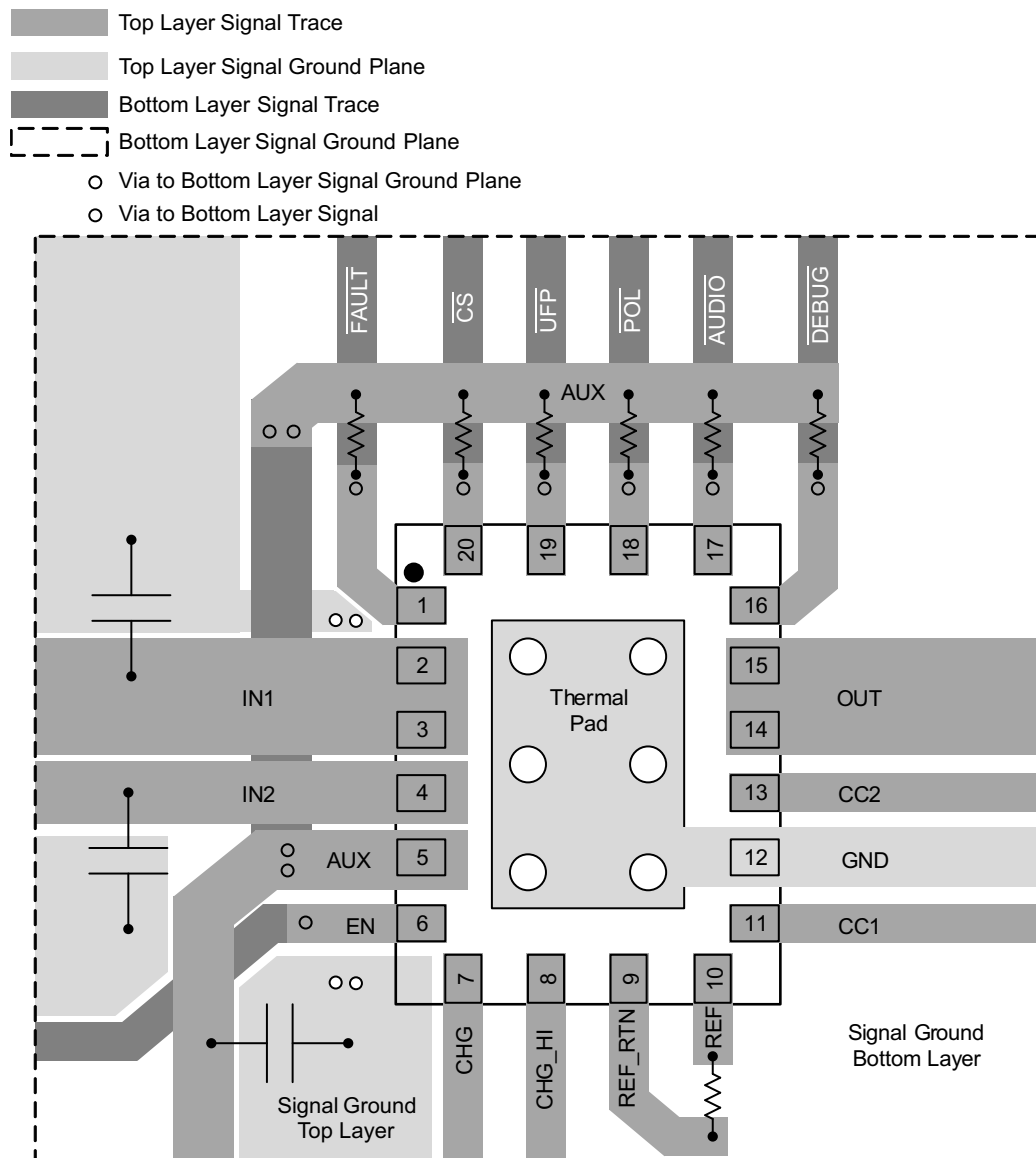 Top Layer Signal Trace
Top Layer Signal Ground Plane
Bottom Layer Signal Trace
Bottom Layer Signal Ground Plane
Via to Bottom Layer Signal Ground Plane
Via to Bottom Layer Signal
FAULT
CS
UFP
POL
AUDIO
DEBUG
AUX
20
19
18
17
1
16
2
15
Thermal
Pad
IN1
OUT
3
14
IN2
4
13
CC2
AUX
5
12
GND
EN
6
11
CC1
7
8
9
10
CHG
CHG_HI
REF_RTN
REF
Signal Ground
Bottom Layer
Signal Ground
Top Layer